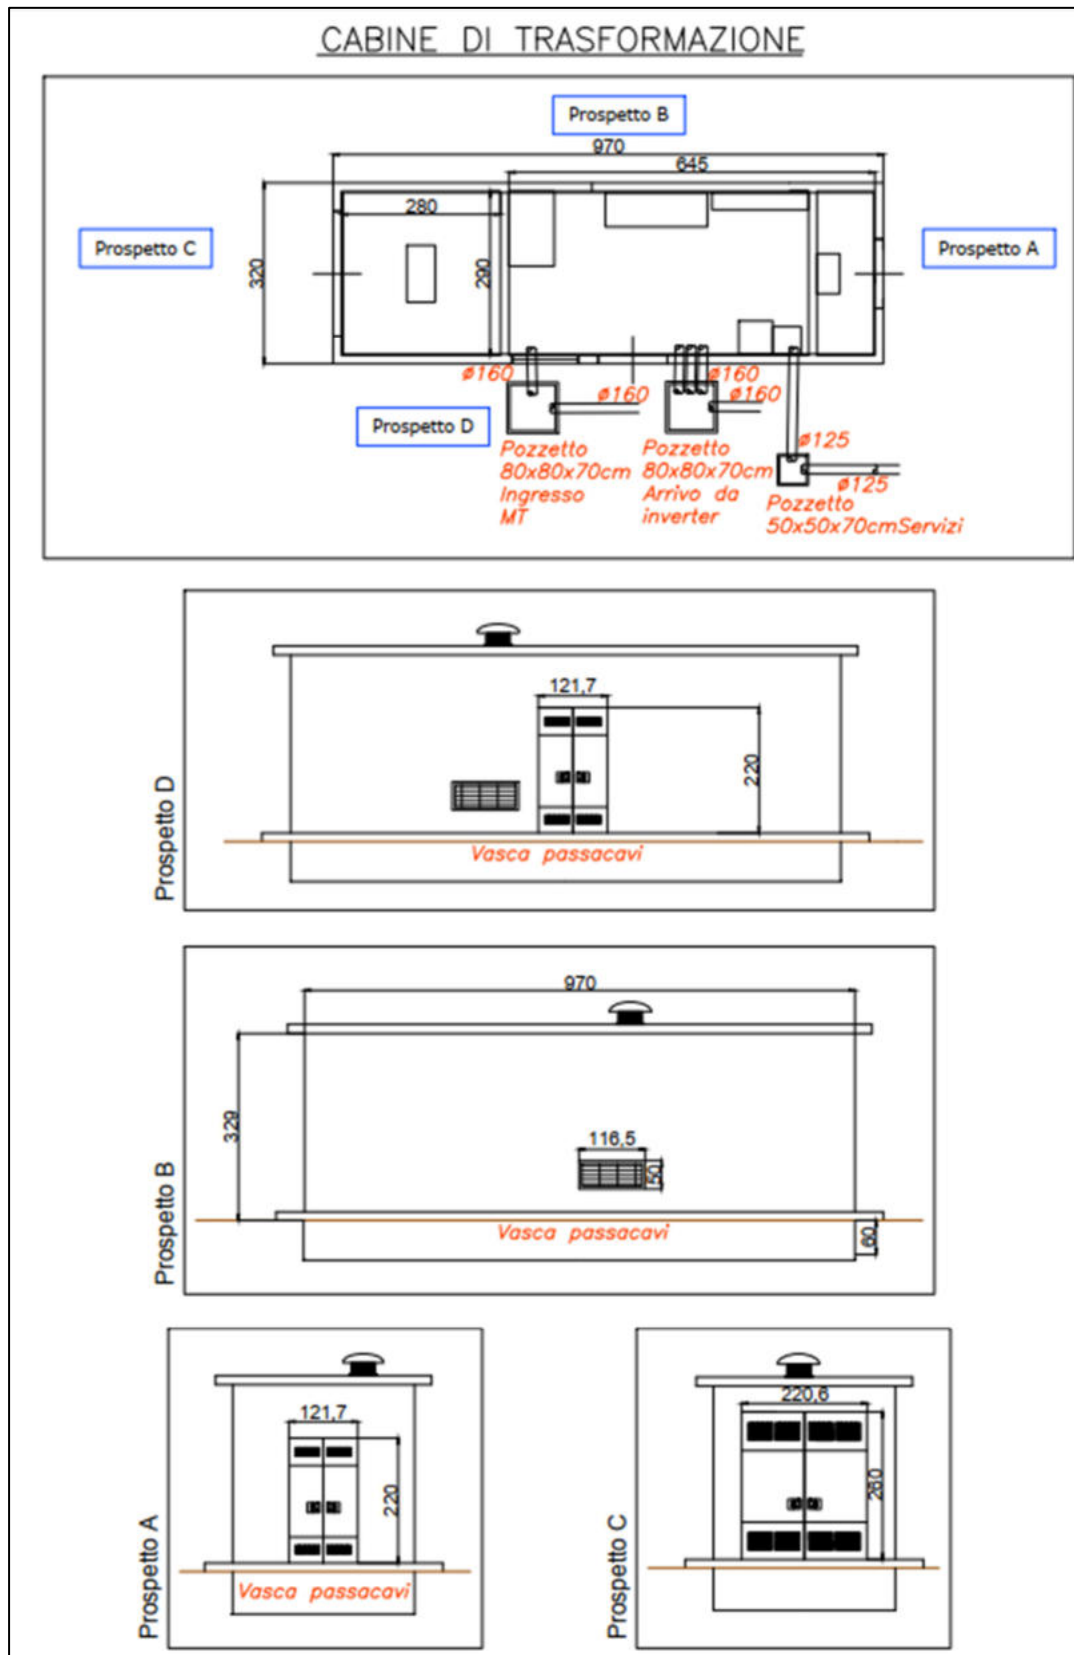 CABINE DI TRASFORMAZIONE
Prospetto B
970
645
280
Prospetto C
Prospetto A
320
290
ø160
ø160
ø160
ø160
Prospetto D
Pozzetto
80x80x70cm
Ingresso
MT
Pozzetto
80x80x70cm
Arrivo da
inverter
ø125
ø125
Pozzetto
50x50x70cmServizi
Prospetto D
121,7
220
Vasca passacavi
Prospetto B
970
329
116,5
50
Vasca passacavi
60
Prospetto A
121,7
220
Vasca passacavi
Prospetto C
220,6
260